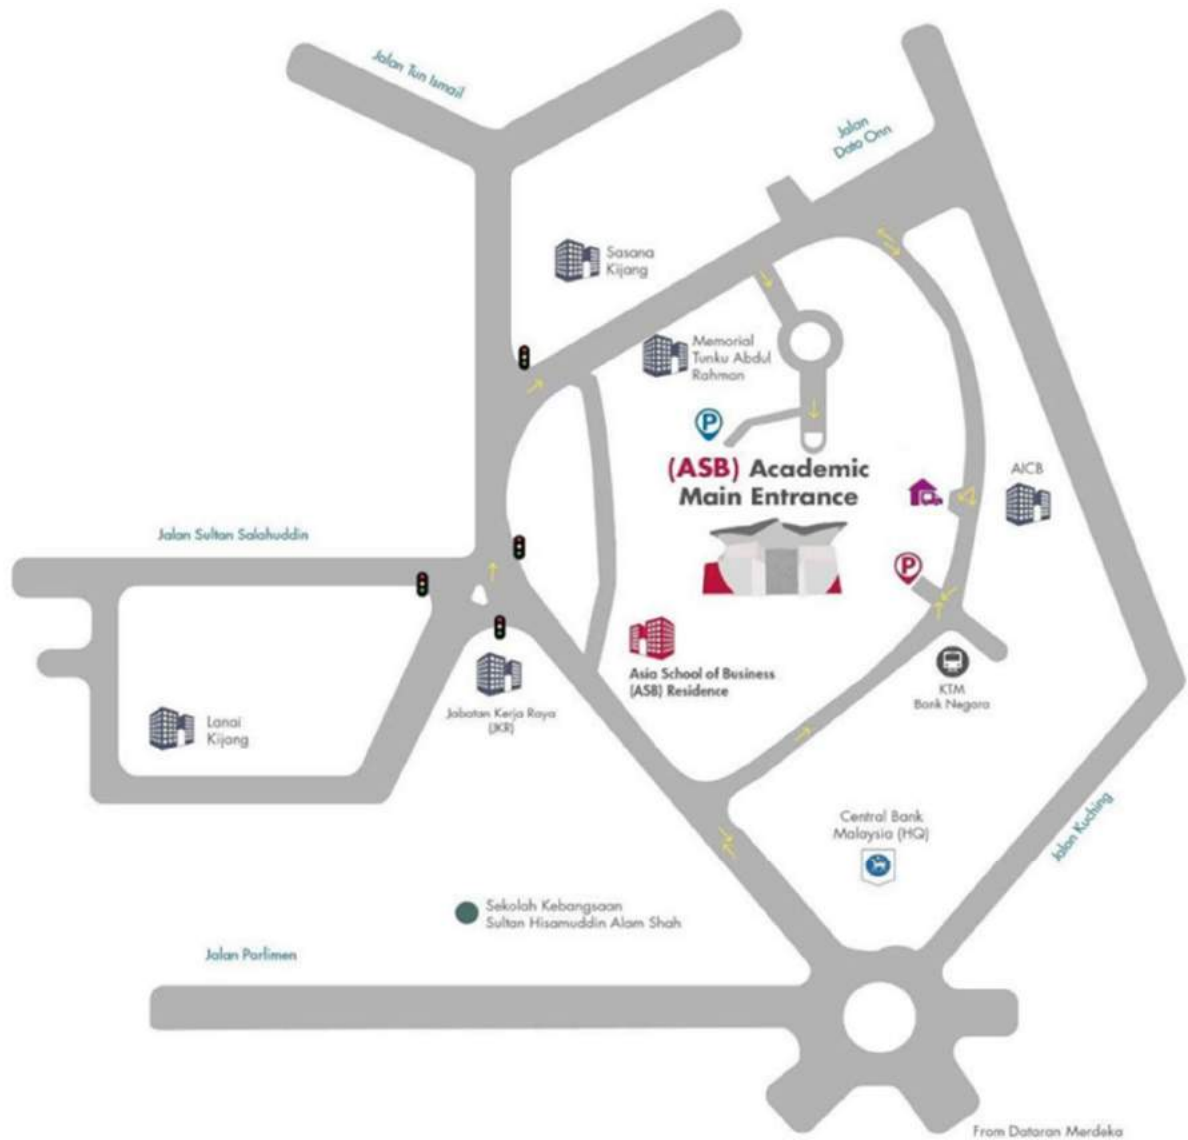 Jalan Tun Ismail
Jalan
Dato Onn
Sasana
Kijang
Memorial
Tunku Abdul
Rahman
P
(ASB) Academic
Main Entrance
AICB
Jalan Sultan Salahuddin
P
Asia School of Business
(ASB) Residence
KTM
Bank Negara
Jabatan Kerja Raya
(JKR)
Lanai
Kijang
Central Bank
Malaysia (HQ)
Jalan Kuching
Sekolah Kebangsaan
Sultan Hisamuddin Alam Shah
Jalan Parlimen
From Dataran Merdeka